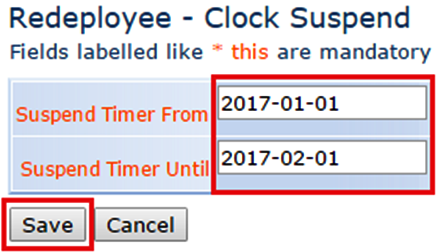 Redeployee - Clock Suspend
Fields labelled like * this are mandatory
Suspend Timer From 2017-01-01
Suspend Timer Until 2017-02-01
Save Cancel